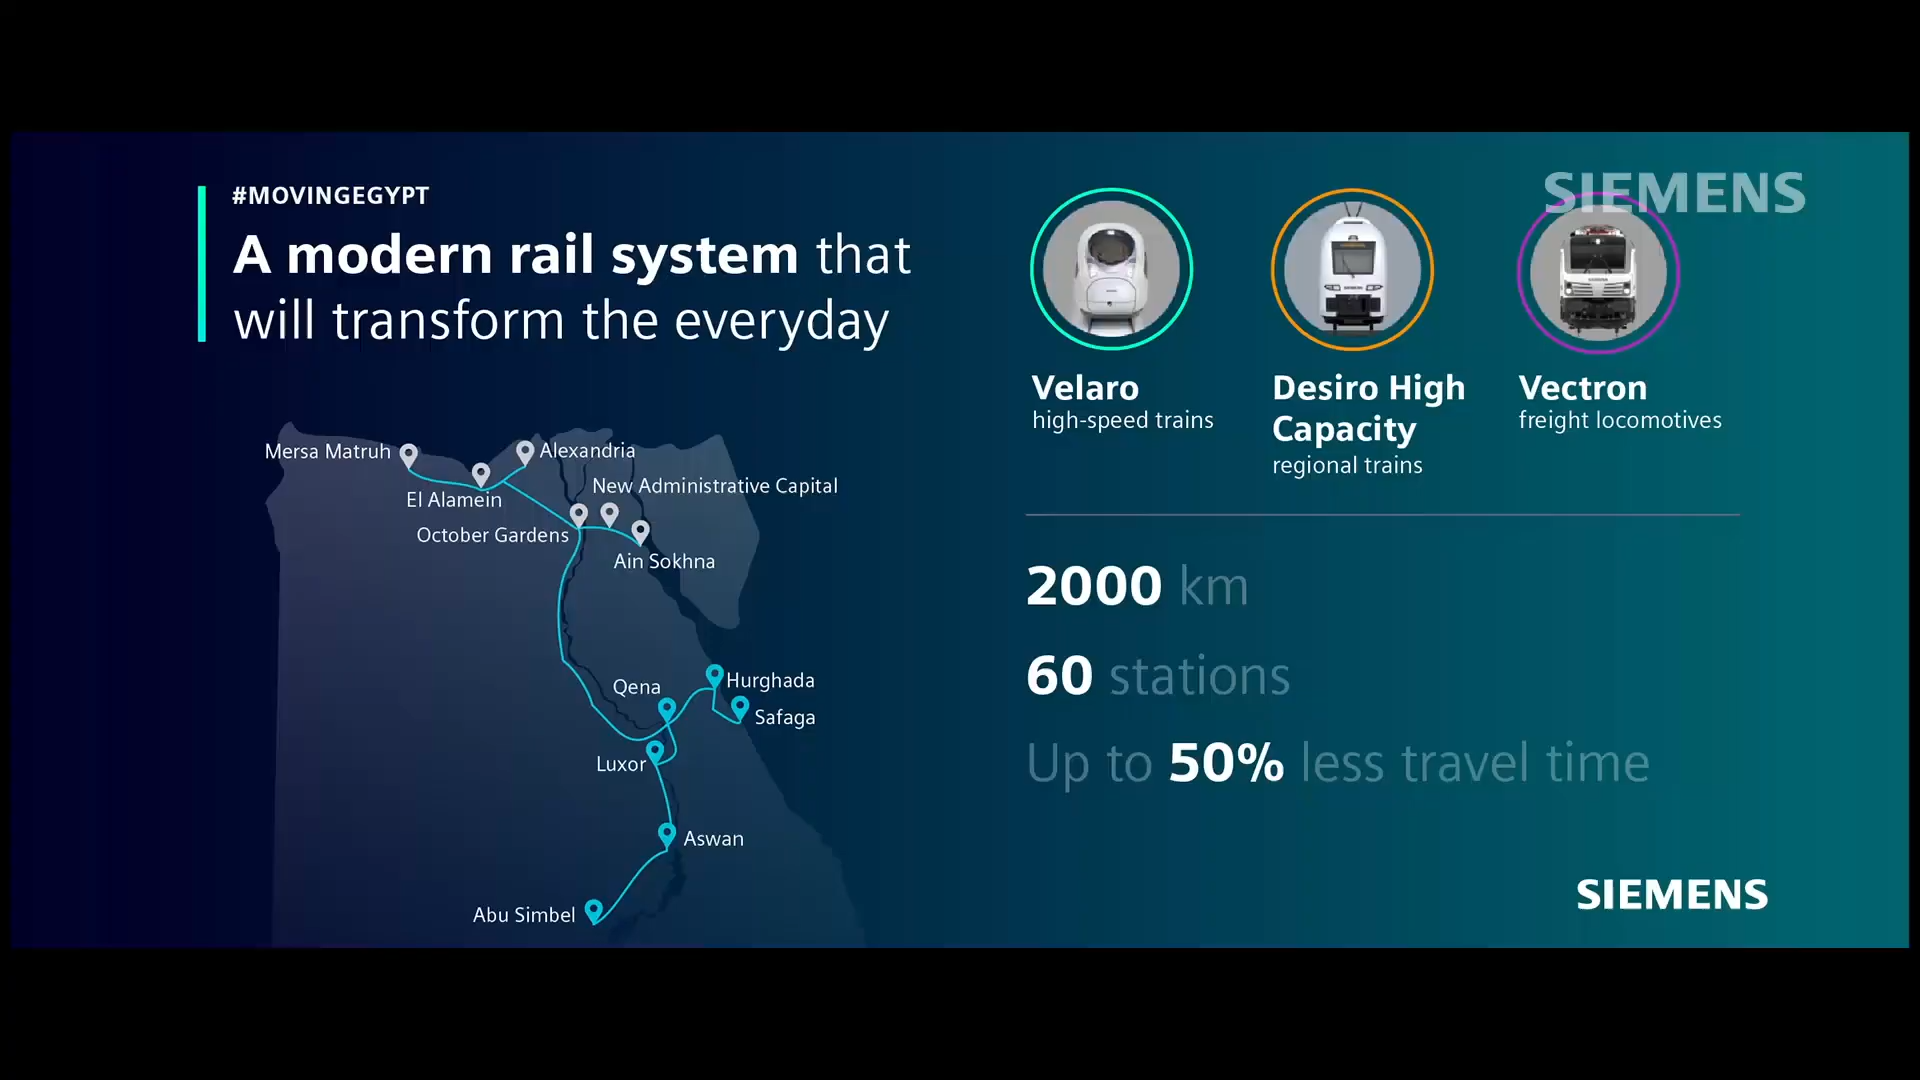 #MOVINGEGYPT
A modern rail system that
will transform the everyday
Mersa Matruh
Alexandria
El Alamein
New Administrative Capital
October Gardens
Ain Sokhna
Qena
Hurghada
Safaga
Luxor
Aswan
Abu Simbel
SIEMENS
Velaro
high-speed trains
Desiro High
Capacity
regional trains
Vectron
freight locomotives
2000 km
60 stations
Up to 50% less travel time
SIEMENS